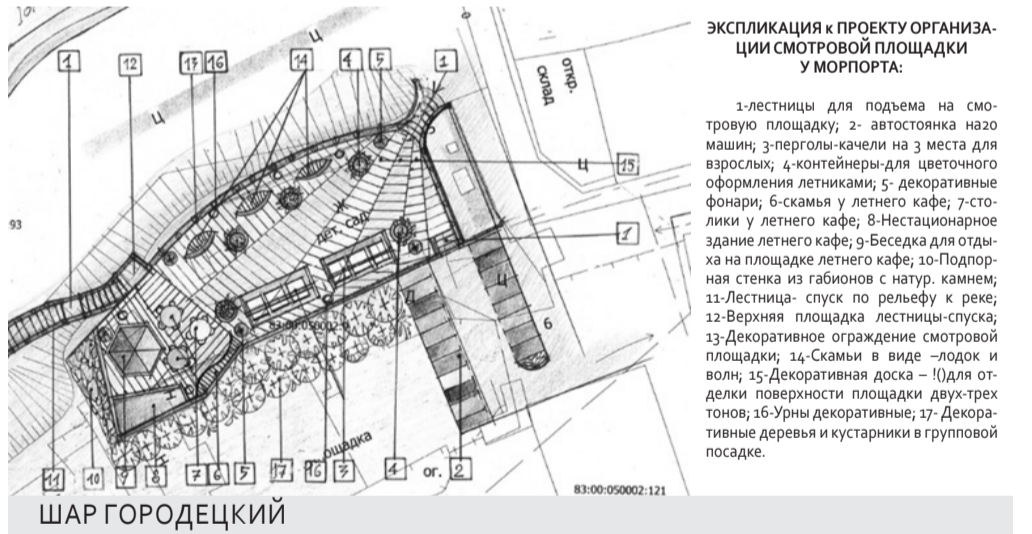 1
12
17
16
14
4
5
1
Ц
Ц
откр.
склад
Ц
15
93
Ж
дет. сад
1
Ц
Д
6
83:00:050002:
Н
Н
площадка
11
10
9
8
7
6
5
17
16
3
4
ог.
2
83:00:050002:121
ШАР ГОРОДЕЦКИЙ
ЭКСПЛИКАЦИЯ к ПРОЕКТУ ОРГАНИЗА-
ЦИИ СМОТРОВОЙ ПЛОЩАДКИ
У МОРПОРТА:
1-лестницы для подъема на смо-
тровую площадку; 2- автостоянка на20
машин; 3-перголы-качели на 3 места для
взрослых; 4-контейнеры-для цветочного
оформления летниками; 5- декоративные
фонари; 6-скамья у летнего кафе; 7-сто-
лики у летнего кафе; 8-Нестационарное
здание летнего кафе; 9-Беседка для отды-
ха на площадке летнего кафе; 10-Подпор-
ная стенка из габионов с натур. камнем;
11-Лестница- спуск по рельефу к реке;
12-Верхняя площадка лестницы-спуска;
13-Декоративное ограждение смотровой
площадки; 14-Скамьи в виде –лодок и
волн; 15-Декоративная доска – !()для от-
делки поверхности площадки двух-трех
тонов; 16-Урны декоративные; 17- Декора-
тивные деревья и кустарники в групповой
посадке.